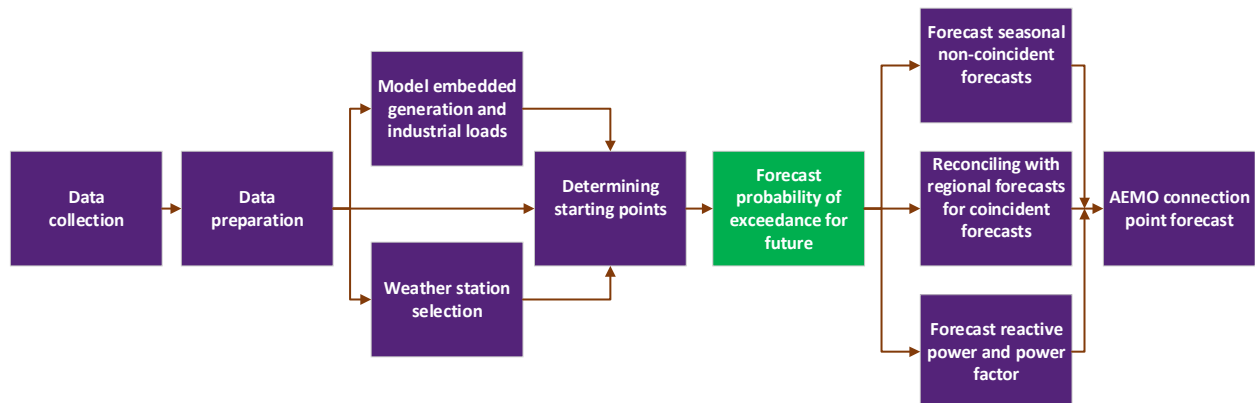 Data
collection
Data
preparation
Model embedded
generation and
industrial loads
Weather station
selection
Determining
starting points
Forecast
probability of
exceedance for
future
Forecast seasonal
non-coincident
forecasts
Reconciling with
regional forecasts
for coincident
forecasts
Forecast reactive
power and power
factor
AEMO connection
point forecast